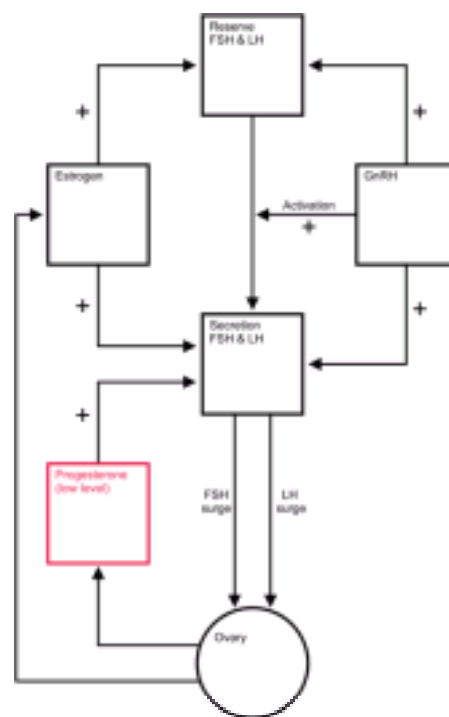 Reserve
FSH & LH
+
+
Estrogen
GnRH
Activation
+
+
+
Secretion
FSH & LH
+
Progesterone
(low level)
FSH
surge
LH
surge
Ovary